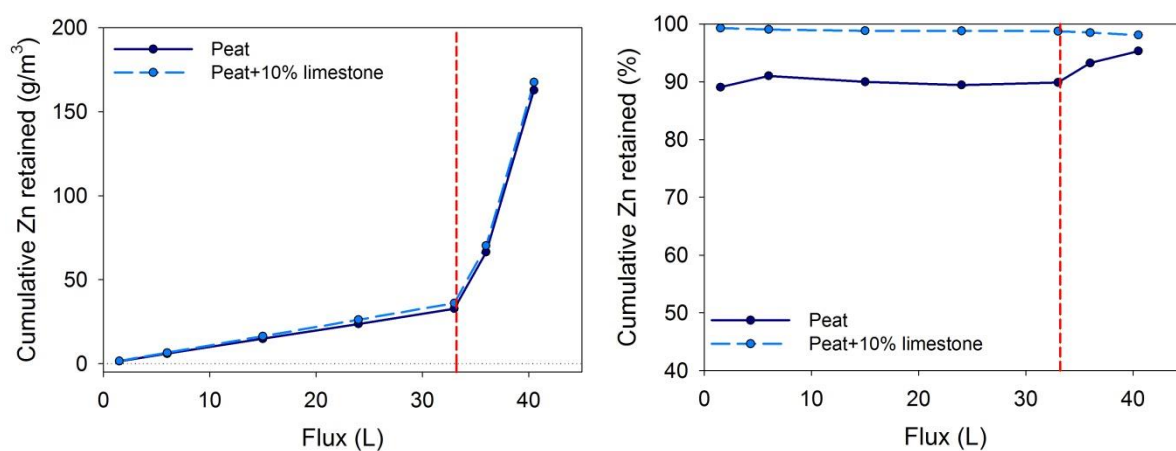 Cumulative Zn retained (g/m³)
200
150
100
50
0
Peat
Peat+10% limestone
0 10 20 30 40
Flux (L)
Cumulative Zn retained (%)
100
90
80
70
60
50
40
Peat
Peat+10% limestone
0 10 20 30 40
Flux (L)